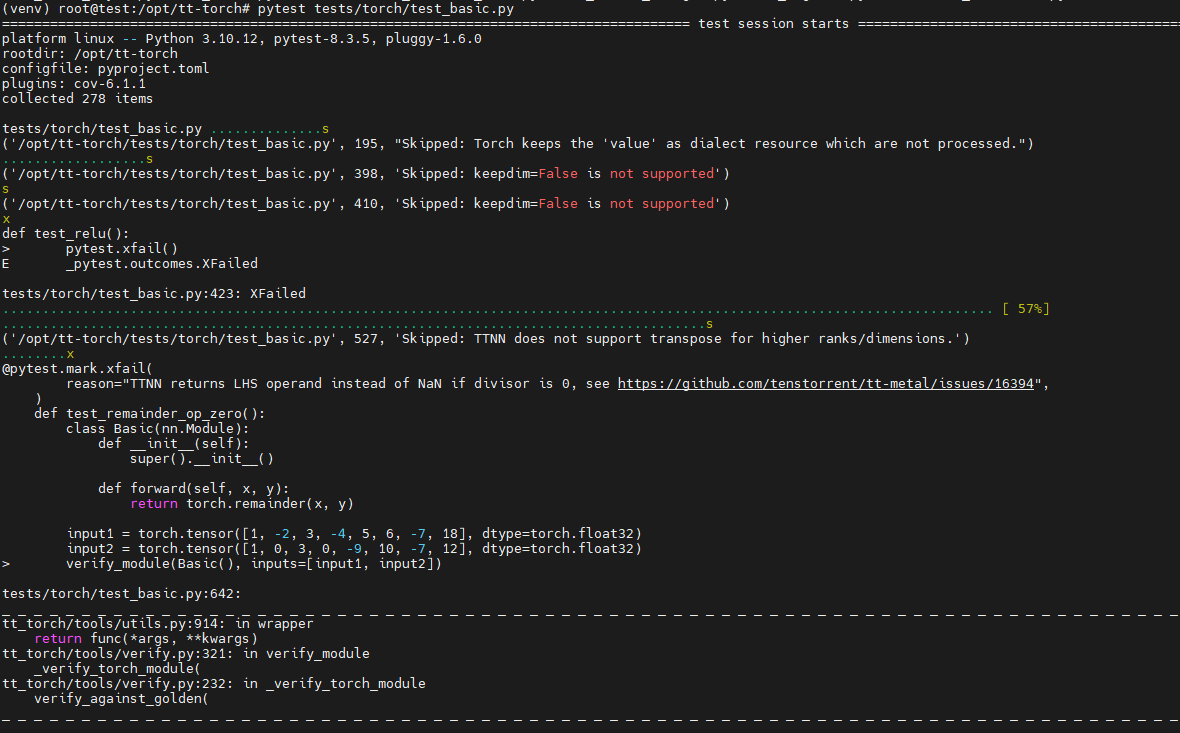 (venv) root@test:/opt/tt-torch# pytest tests/torch/test_basic.py
====================================================================================== test session starts ========================================
platform linux -- Python 3.10.12, pytest-8.3.5, pluggy-1.6.0
rootdir: /opt/tt-torch
configfile: pyproject.toml
plugins: cov-6.1.1
collected 278 items
tests/torch/test_basic.py ..............s
('/opt/tt-torch/tests/torch/test_basic.py', 195, "Skipped: Torch keeps the 'value' as dialect resource which are not processed.")
..................s
('/opt/tt-torch/tests/torch/test_basic.py', 398, 'Skipped: keepdim=False is not supported')
s
('/opt/tt-torch/tests/torch/test_basic.py', 410, 'Skipped: keepdim=False is not supported')
x
def test_relu():
>       pytest.xfail()
E       _pytest.outcomes.XFailed
tests/torch/test_basic.py:423: XFailed
............................................................................................................................ [ 57%]
........................................................................................s
('/opt/tt-torch/tests/torch/test_basic.py', 527, 'Skipped: TTNN does not support transpose for higher ranks/dimensions.')
........x
@pytest.mark.xfail(
        reason="TTNN returns LHS operand instead of NaN if divisor is 0, see https://github.com/tenstorrent/tt-metal/issues/16394",
    )
    def test_remainder_op_zero():
        class Basic(nn.Module):
            def __init__(self):
                super().__init__()
            def forward(self, x, y):
                return torch.remainder(x, y)
        input1 = torch.tensor([1, -2, 3, -4, 5, 6, -7, 18], dtype=torch.float32)
        input2 = torch.tensor([1, 0, 3, 0, -9, 10, -7, 12], dtype=torch.float32)
>       verify_module(Basic(), inputs=[input1, input2])
tests/torch/test_basic.py:642:
_ _ _ _ _ _ _ _ _ _ _ _ _ _ _ _ _ _ _ _ _ _ _ _ _ _ _ _ _ _ _ _ _ _ _ _ _ _ _ _ _ _ _ _ _ _ _ _ _ _ _ _ _ _ _ _ _ _ _ _ _ _ _ _ _ _ _ _ _ _ _ _ _ _
tt_torch/tools/utils.py:914: in wrapper
    return func(*args, **kwargs)
tt_torch/tools/verify.py:321: in verify_module
    _verify_torch_module(
tt_torch/tools/verify.py:232: in _verify_torch_module
    verify_against_golden(
_ _ _ _ _ _ _ _ _ _ _ _ _ _ _ _ _ _ _ _ _ _ _ _ _ _ _ _ _ _ _ _ _ _ _ _ _ _ _ _ _ _ _ _ _ _ _ _ _ _ _ _ _ _ _ _ _ _ _ _ _ _ _ _ _ _ _ _ _ _ _ _ _ _